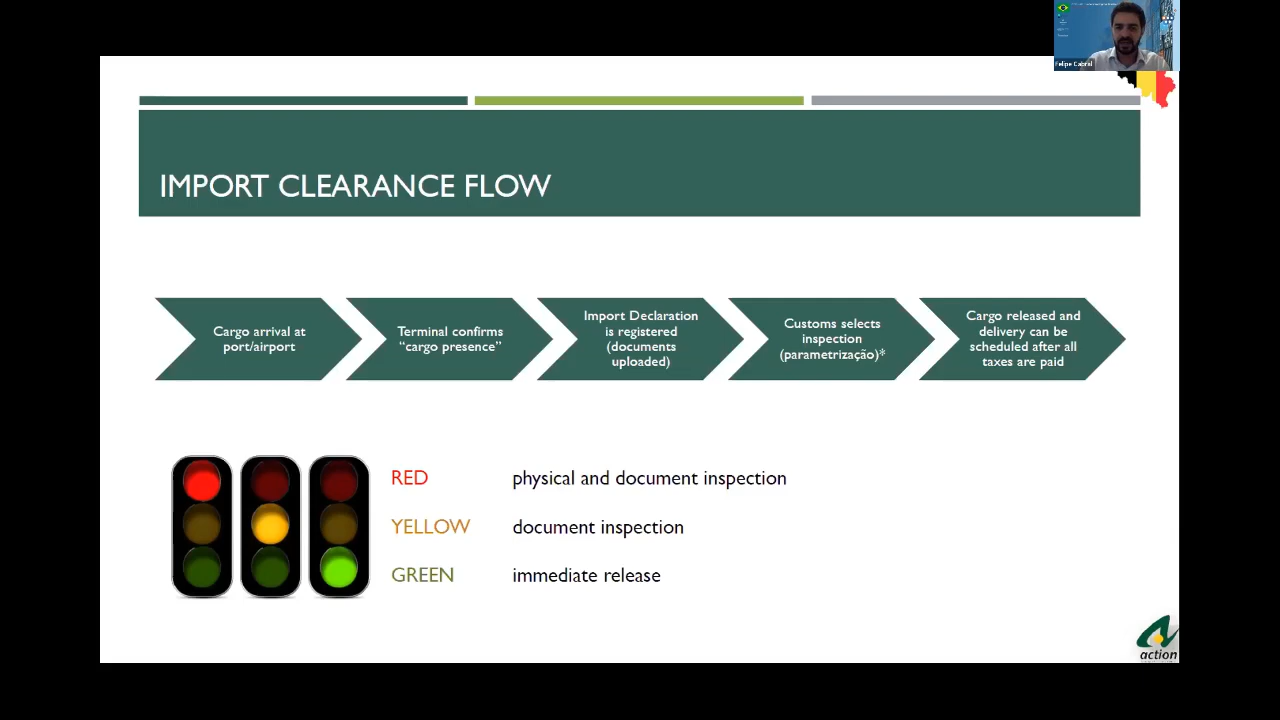 Felipe Cabral
IMPORT CLEARANCE FLOW
Cargo arrival at
port/airport
Terminal confirms
“cargo presence”
Import Declaration
is registered
(documents
uploaded)
Customs selects
inspection
(parametrização)*
Cargo released and
delivery can be
scheduled after all
taxes are paid
RED physical and document inspection
YELLOW document inspection
GREEN immediate release
action